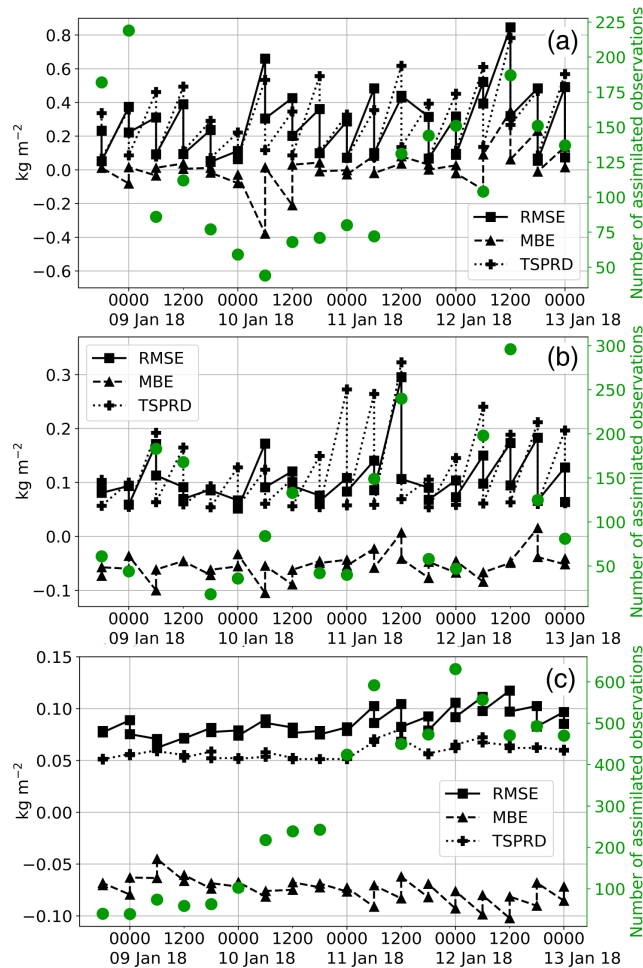 (a)
0.8
0.6
0.4
0.2
0.0
−0.2
−0.4
−0.6
kg m−2
225
200
175
150
125
100
75
50
Number of assimilated observations
RMSE
MBE
TSPRD
0000 1200 0000 1200 0000 1200 0000 1200 0000
09 Jan 18 10 Jan 18 11 Jan 18 12 Jan 18 13 Jan 18
(b)
0.3
0.2
0.1
0.0
−0.1
kg m−2
300
250
200
150
100
50
Number of assimilated observations
RMSE
MBE
TSPRD
0000 1200 0000 1200 0000 1200 0000 1200 0000
09 Jan 18 10 Jan 18 11 Jan 18 12 Jan 18 13 Jan 18
(c)
0.15
0.10
0.05
0.00
−0.05
−0.10
kg m−2
600
500
400
300
200
100
Number of assimilated observations
RMSE
MBE
TSPRD
0000 1200 0000 1200 0000 1200 0000 1200 0000
09 Jan 18 10 Jan 18 11 Jan 18 12 Jan 18 13 Jan 18